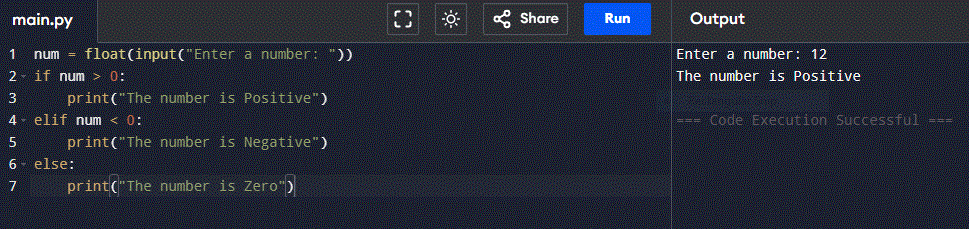 main.py
Share
Run
Output
1 num = float(input("Enter a number: "))
2 if num > 0:
3     print("The number is Positive")
4 elif num < 0:
5     print("The number is Negative")
6 else:
7     print("The number is Zero")
Enter a number: 12
The number is Positive
=== Code Execution Successful ===